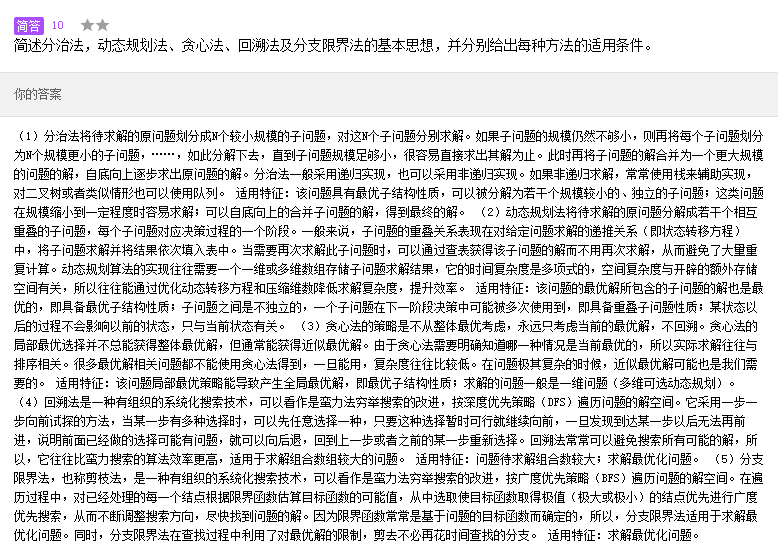 简答 10 ★★
简述分治法，动态规划法、贪心法、回溯法及分支限界法的基本思想，并分别给出每种方法的适用条件。
你的答案
（1）分治法将待求解的原问题划分成N个较小规模的子问题，对这N个子问题分别求解。如果子问题的规模仍然不够小，则再将每个子问题划分
为N个规模更小的子问题，……，如此分解下去，直到子问题规模足够小，很容易直接求出其解为止。此时再将子问题的解合并为一个更大规模
的问题的解，自底向上逐步求出原问题的解。分治法一般采用递归实现，也可以采用非递归实现。如果非递归求解，常常使用栈来辅助实现，
对二叉树或者类似情形也可以使用队列。 适用特征：该问题具有最优子结构性质，可以被分解为若干个规模较小的、独立的子问题；这类问题
在规模缩小到一定程度时容易求解；可以自底向上的合并子问题的解，得到最终的解。 （2）动态规划法将待求解的原问题分解成若干个相互
重叠的子问题，每个子问题对应决策过程的一个阶段。一般来说，子问题的重叠关系表现在对给定问题求解的递推关系（即状态转移方程）
中，将子问题求解并将结果依次填入表中。当需要再次求解此子问题时，可以通过查表获得该子问题的解而不用再次求解，从而避免了大量重
复计算。动态规划算法的实现往往需要一个一维或多维数组存储子问题求解结果，它的时间复杂度是多项式的，空间复杂度与开辟的额外存储
空间有关，所以往往能通过优化动态转移方程和压缩维数降低求解复杂度，提升效率。 适用特征：该问题的最优解所包含的子问题的解也是最
优的，即具备最优子结构性质；子问题之间是不独立的，一个子问题在下一阶段决策中可能被多次使用到，即具备重叠子问题性质；某状态以
后的过程不会影响以前的状态，只与当前状态有关。 （3）贪心法的策略是不从整体最优考虑，永远只考虑当前的最优解，不回溯。贪心法的
局部最优选择并不总能获得整体最优解，但通常能获得近似最优解。由于贪心法需要明确知道哪一种情况是当前最优的，所以实际求解往往与
排序相关。很多最优解相关问题都不能使用贪心法得到，一旦能用，复杂度往往比较低。在问题极其复杂的时候，近似最优解可能也是我们需
要的。 适用特征：该问题局部最优策略能导致产生全局最优解，即最优子结构性质；求解的问题一般是一维问题（多维可选动态规划）。
（4）回溯法是一种有组织的系统化搜索技术，可以看作是蛮力法穷举搜索的改进，按深度优先策略（DFS）遍历问题的解空间。它采用一步一
步向前试探的方法，当某一步有多种选择时，可以先任意选择一种，只要这种选择暂时可行就继续向前，一旦发现到达某一步以后无法再前
进，说明前面已经做的选择可能有问题，就可以向后退，回到上一步或者之前的某一步重新选择。回溯法常常可以避免搜索所有可能的解，所
以，它往往比蛮力搜索的算法效率更高，适用于求解组合数组较大的问题。 适用特征：问题待求解组合数较大；求解最优化问题。 （5）分支
限界法，也称剪技法，是一种有组织的系统化搜索技术，可以看作是蛮力穷举搜索的改进，按广度优先策略（BFS）遍历问题的解空间。在遍
历过程中，对已经处理的每一个结点根据限界函数估算目标函数的可能值，从中选取使目标函数取得极值（极大或极小）的结点优先进行广度
优先搜索，从而不断调整搜索方向，尽快找到问题的解。因为限界函数常常是基于问题的目标函数而确定的，所以，分支限界法适用于求解最
优化问题。同时，分支限界法在查找过程中利用了对最优解的限制，剪去不必再花时间查找的分支。 适用特征：求解最优化问题。